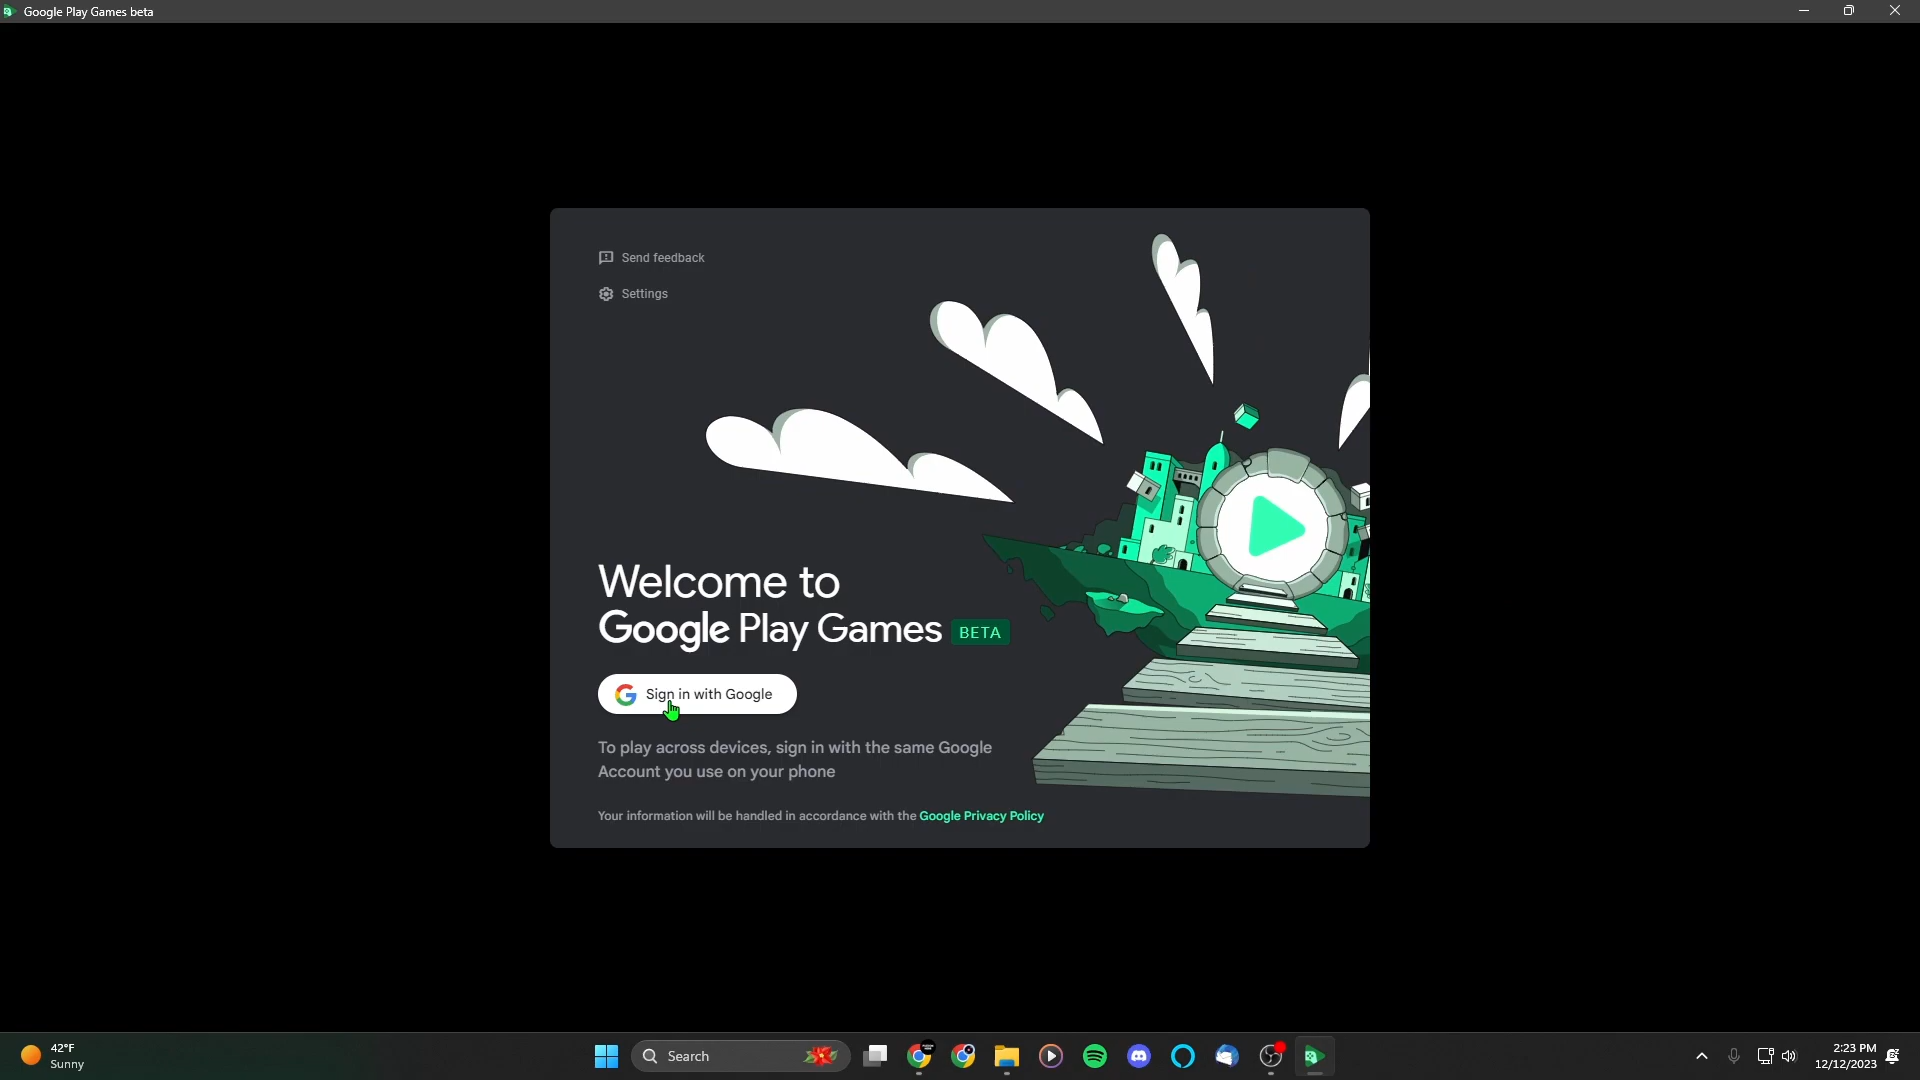 Google Play Games beta
Send feedback
Settings
Welcome to
Google Play Games BETA
Sign in with Google
To play across devices, sign in with the same Google
Account you use on your phone
Your information will be handled in accordance with the Google Privacy Policy
42°F
Sunny
Search
2:23 PM
12/12/2023